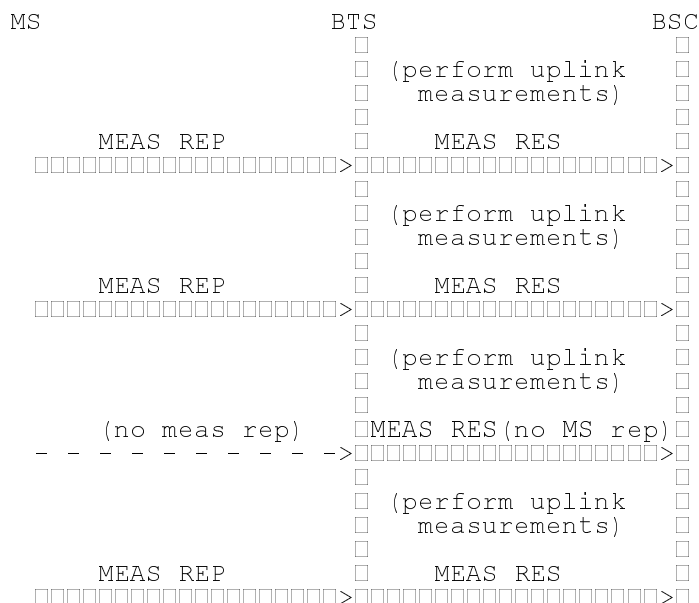 MS BTS BSC
(perform uplink
measurements)
MEAS REP MEAS RES
(perform uplink
measurements)
MEAS REP MEAS RES
(perform uplink
measurements)
(no meas rep) MEAS RES(no MS rep)
(perform uplink
measurements)
MEAS REP MEAS RES